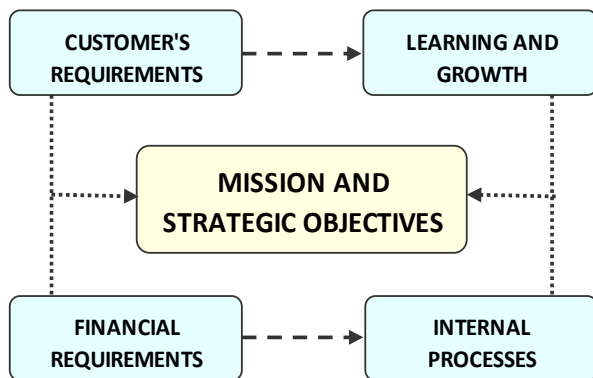 CUSTOMER'S
REQUIREMENTS
LEARNING AND
GROWTH
MISSION AND
STRATEGIC OBJECTIVES
FINANCIAL
REQUIREMENTS
INTERNAL
PROCESSES